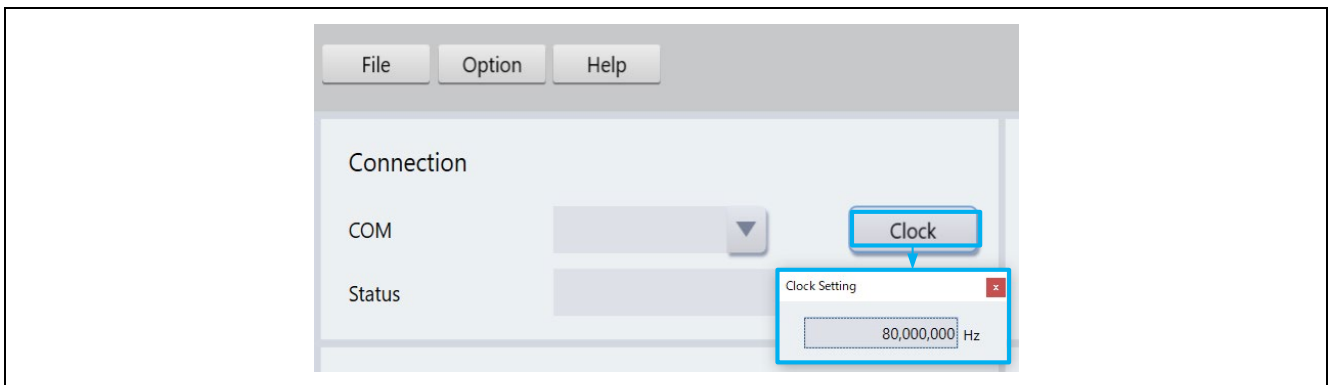 File Option Help
Connection
COM
Clock
Status
Clock Setting
x
80,000,000 Hz